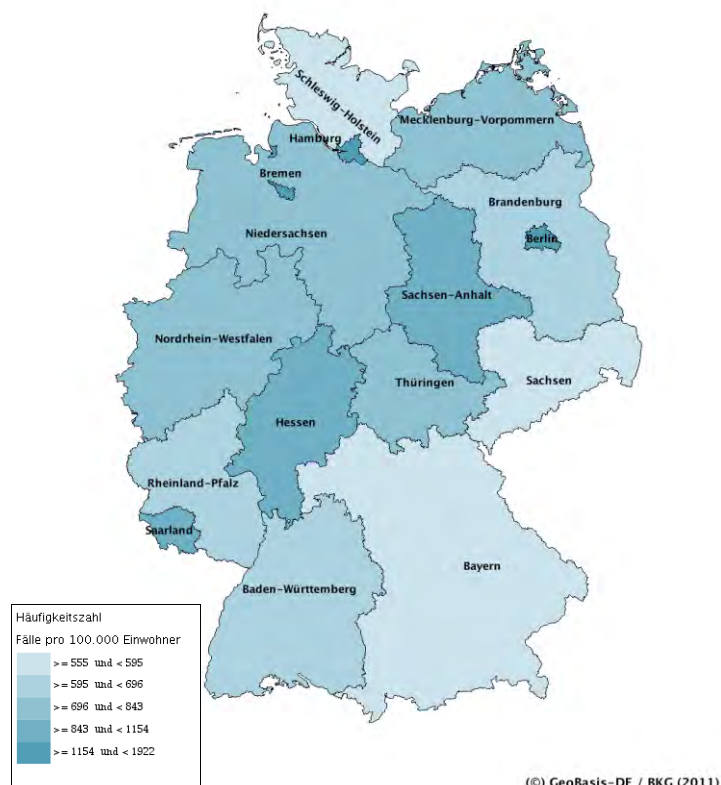 Schleswig-Holstein
Mecklenburg-Vorpommern
Hamburg
Bremen
Brandenburg
Niedersachsen
Berlin
Sachsen-Anhalt
Nordrhein-Westfalen
Thüringen
Sachsen
Hessen
Rheinland-Pfalz
Saarland
Bayern
Baden-Württemberg
Häufigkeitszahl
Fälle pro 100.000 Einwohner
>= 555 und < 595
>= 595 und < 696
>= 696 und < 843
>= 843 und < 1154
>= 1154 und < 1922
(©) GeoBasis-DE / BKG (2011)